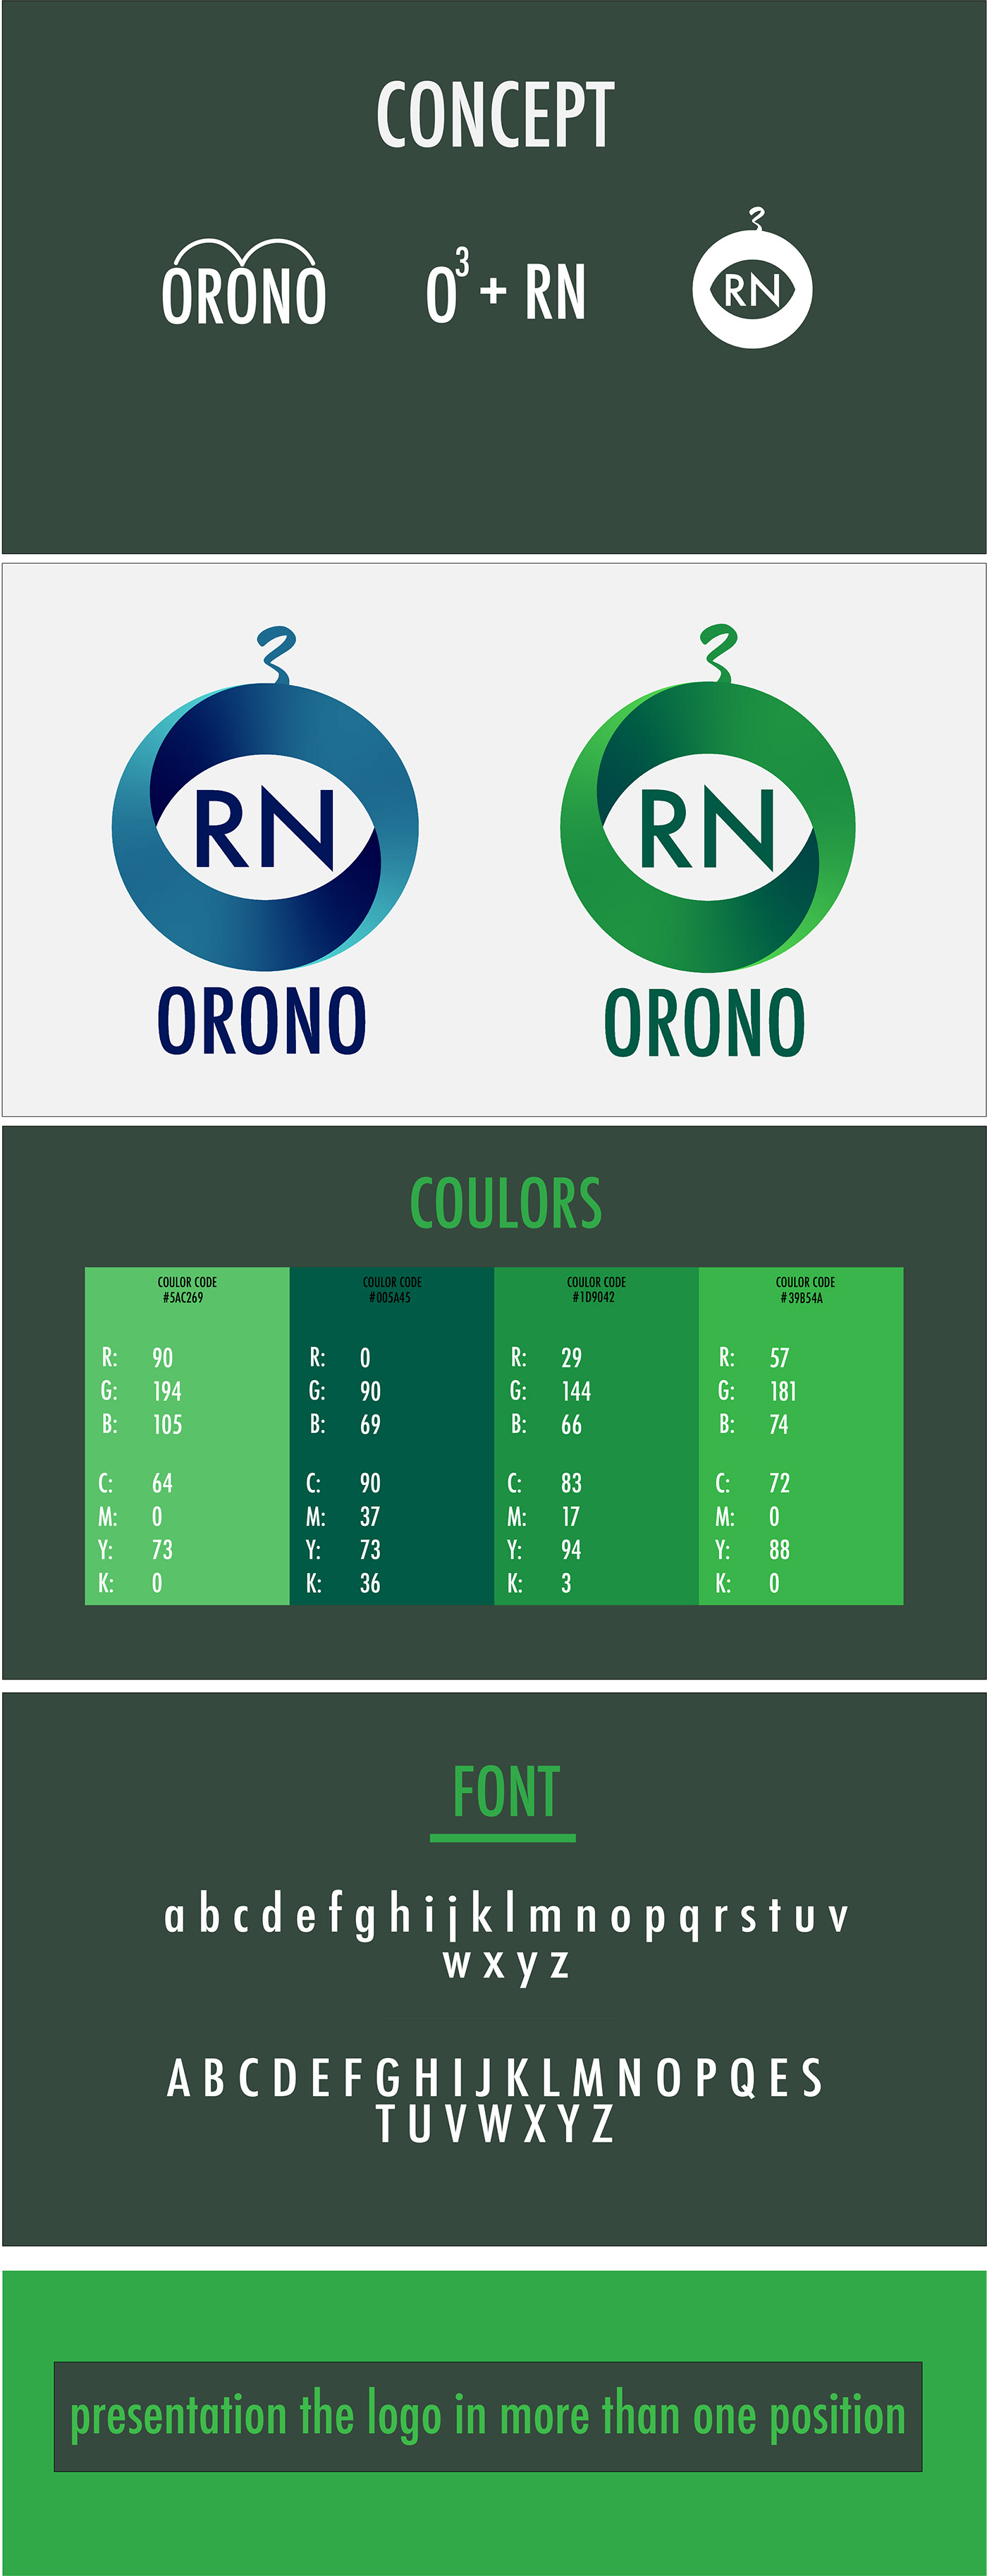 CONCEPT
ORONO
O³ + RN
3
RN
3
RN
ORONO
3
RN
ORONO
COULORS
COULOR CODE
#5AC269
R: 90
G: 194
B: 105
C: 64
M: 0
Y: 73
K: 0
COULOR CODE
#005A45
R: 0
G: 90
B: 69
C: 90
M: 37
Y: 73
K: 36
COULOR CODE
#1D9042
R: 29
G: 144
B: 66
C: 83
M: 17
Y: 94
K: 3
COULOR CODE
#39B54A
R: 57
G: 181
B: 74
C: 72
M: 0
Y: 88
K: 0
FONT
a b c d e f g h i j k l m n o p q r s t u v
w x y z
A B C D E F G H I J K L M N O P Q E S
T U V W X Y Z
presentation the logo in more than one position